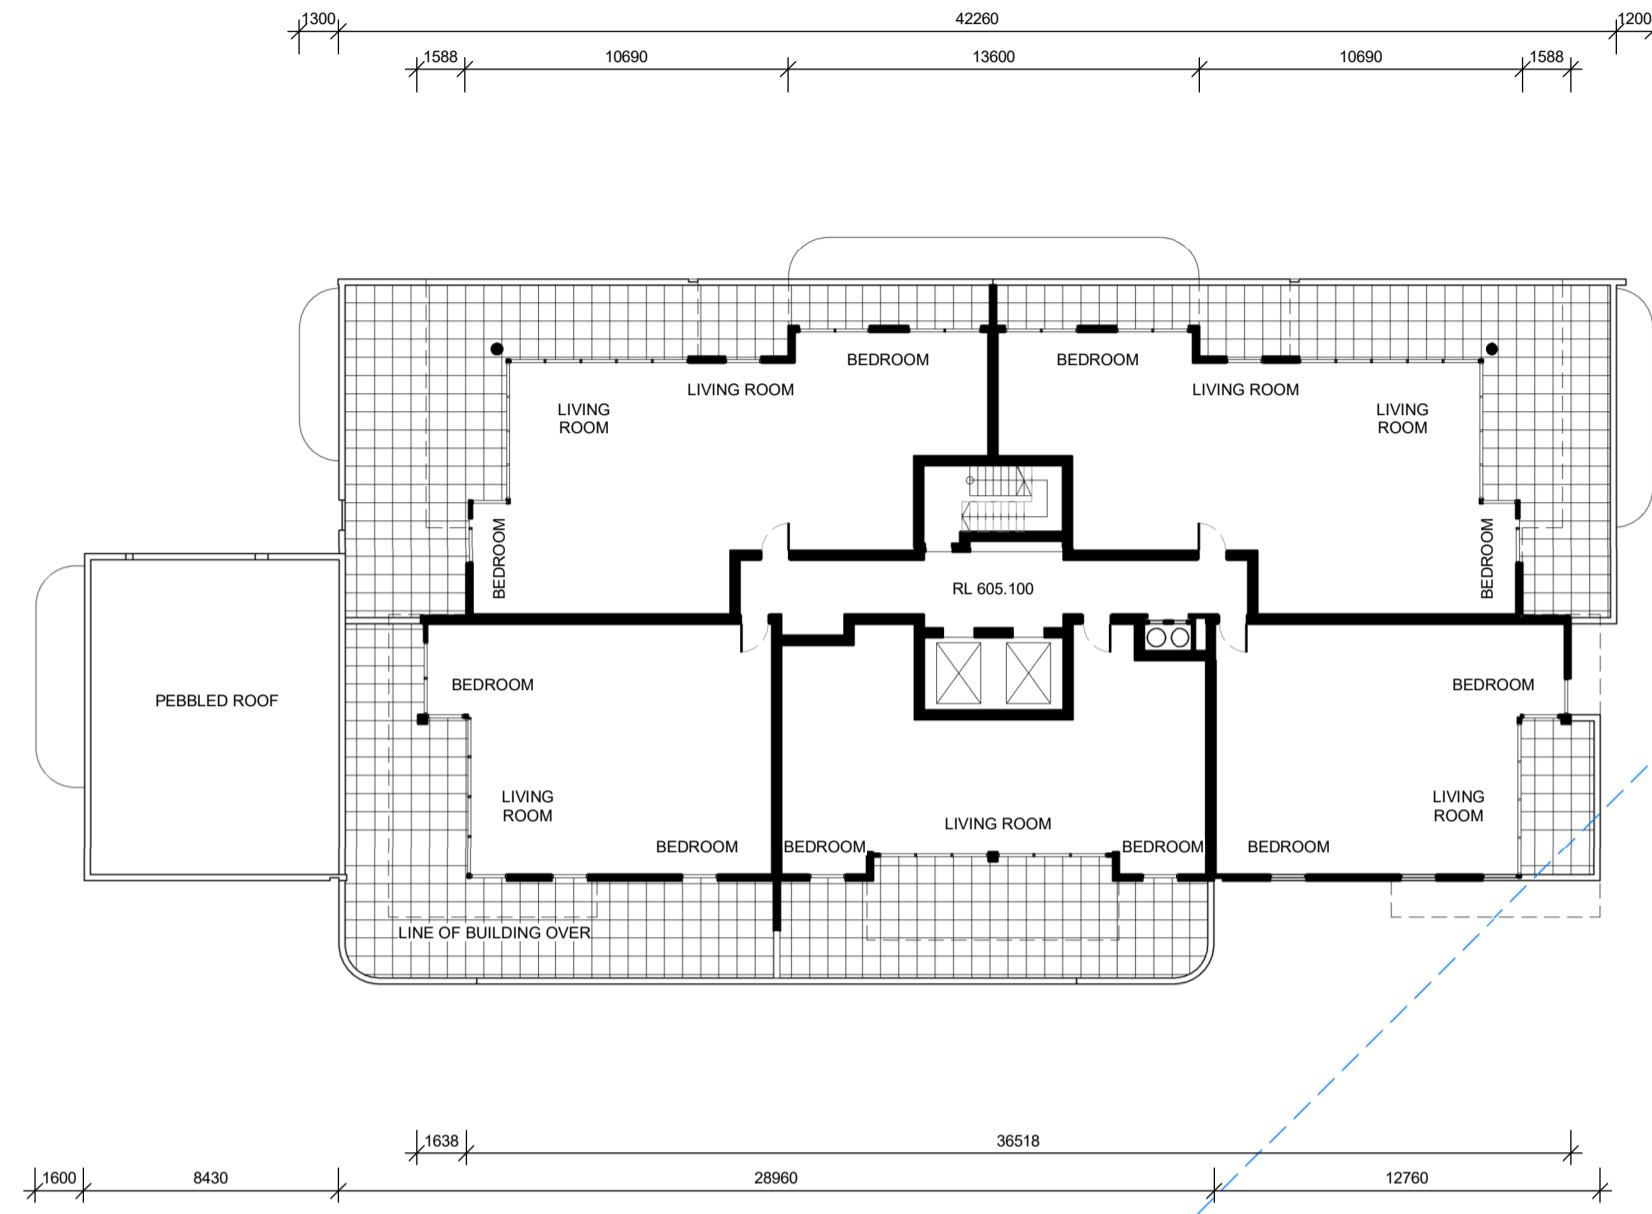 1300
42260
1200
1588
10690
13600
10690
1588
BEDROOM
BEDROOM
LIVING ROOM
LIVING ROOM
LIVING
ROOM
LIVING
ROOM
BEDROOM
BEDROOM
RL 605.100
PEBBLED ROOF
BEDROOM
BEDROOM
LIVING
ROOM
LIVING
ROOM
LIVING ROOM
BEDROOM
BEDROOM
BEDROOM
BEDROOM
LINE OF BUILDING OVER
1638
36518
1600
8430
28960
12760